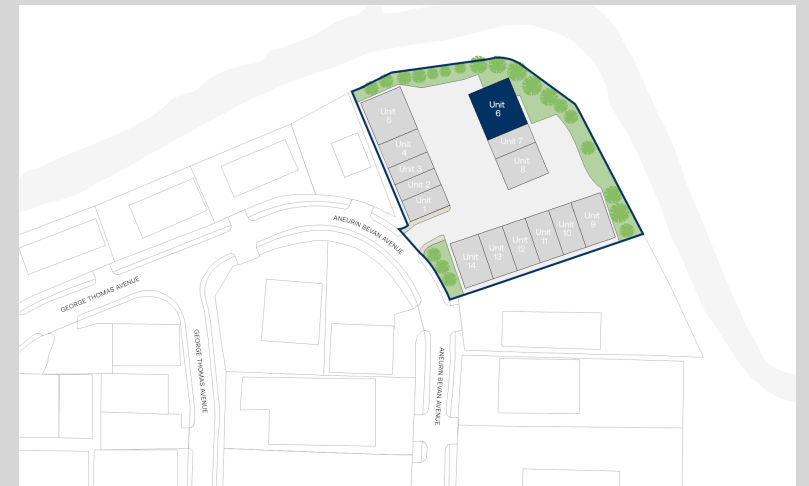 Unit
6
Unit
5
Unit
4
Unit 3
Unit 2
Unit
1
Unit 7
Unit
8
Unit
9
Unit
10
Unit
11
Unit
12
Unit
13
Unit
14
ANEURIN BEVAN AVENUE
GEORGE THOMAS AVENUE
GEORGE THOMAS AVENUE
ANEURIN BEVAN AVENUE